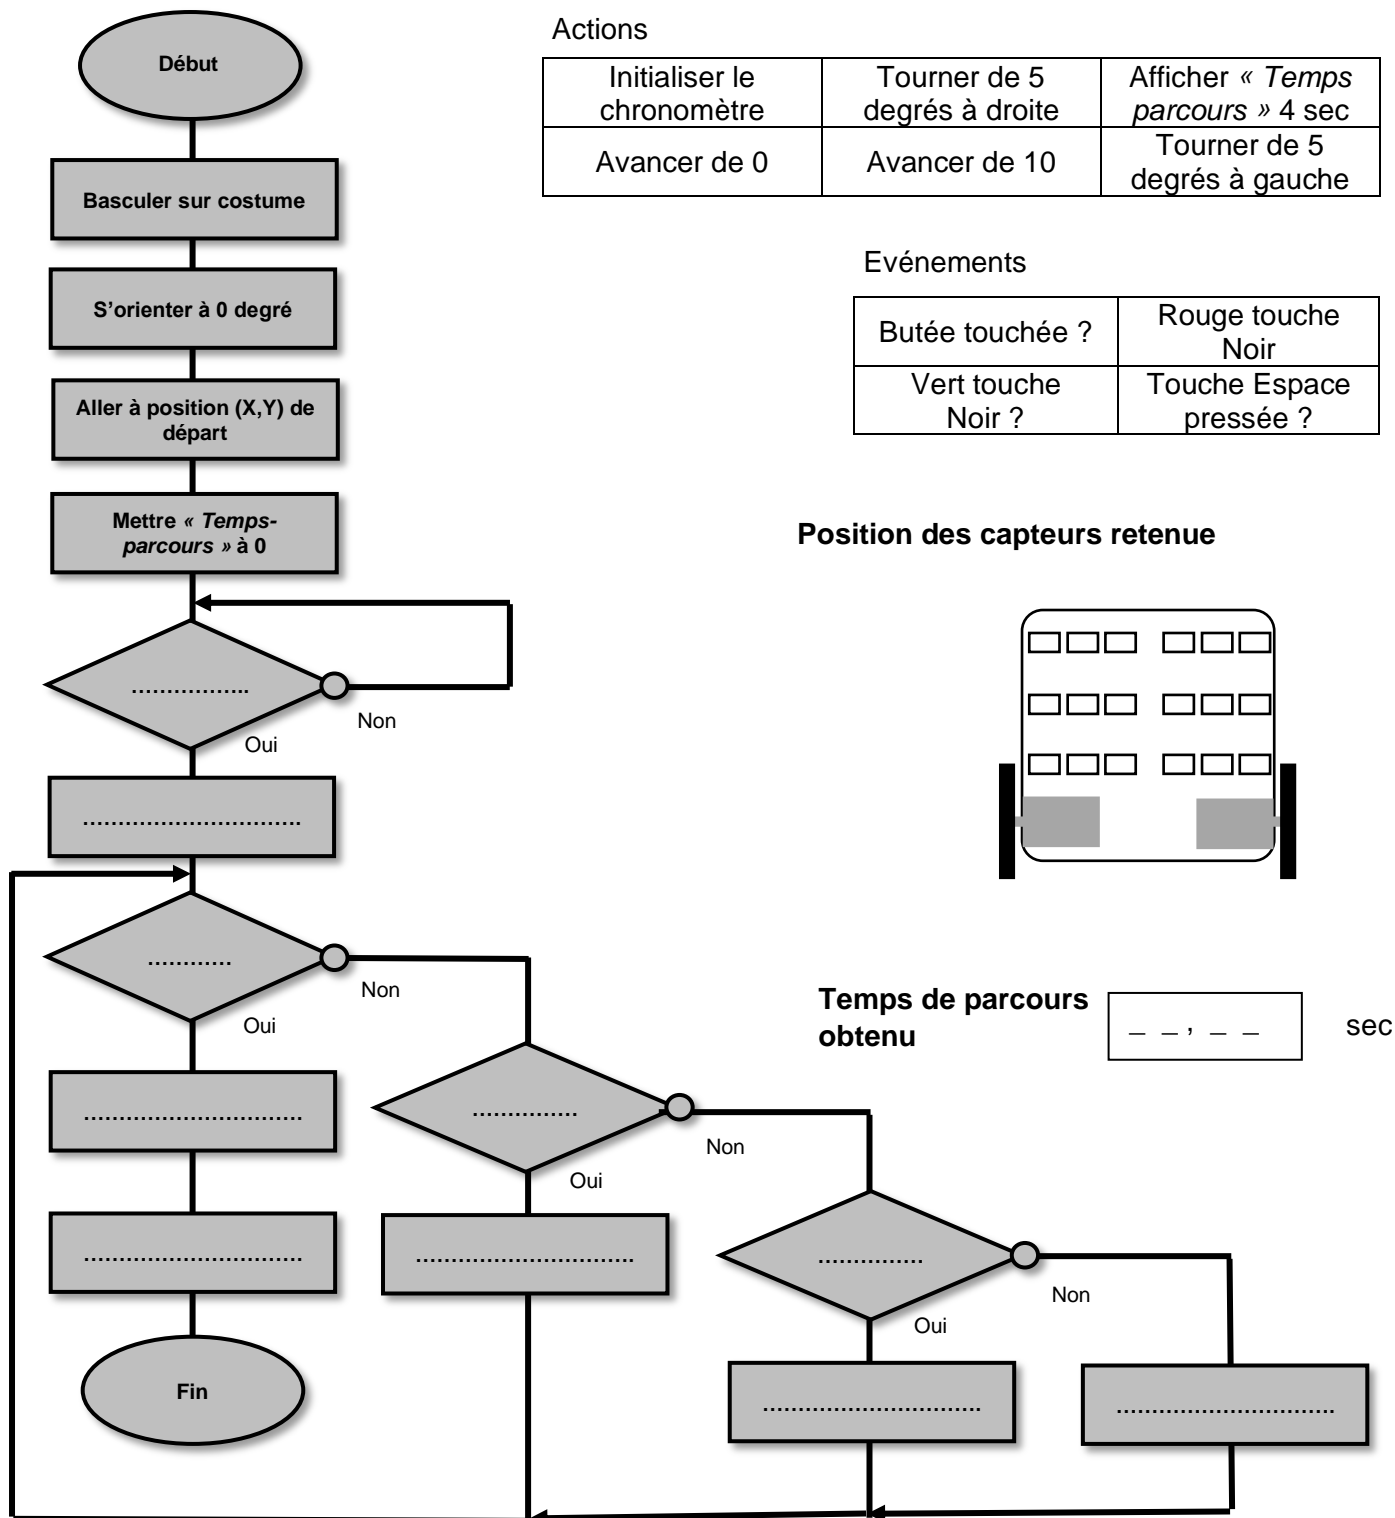 Début
Basculer sur costume
S'orienter à 0 degré
Aller à position (X,Y) de
départ
Mettre « Temps-
parcours » à 0
………………..
Non
Oui
………………………….
…………
Non
Oui
………………………….
………………………….
Fin
……………
Non
Oui
………………………….
……………
Non
Oui
………………………….
………………………….
Actions
Initialiser le
chronomètre
Tourner de 5
degrés à droite
Afficher « Temps
parcours » 4 sec
Avancer de 0
Avancer de 10
Tourner de 5
degrés à gauche
Evénements
Butée touchée ?
Rouge touche
Noir
Vert touche
Noir ?
Touche Espace
pressée ?
Position des capteurs retenue
Temps de parcours
obtenu
_ _, _ _
sec